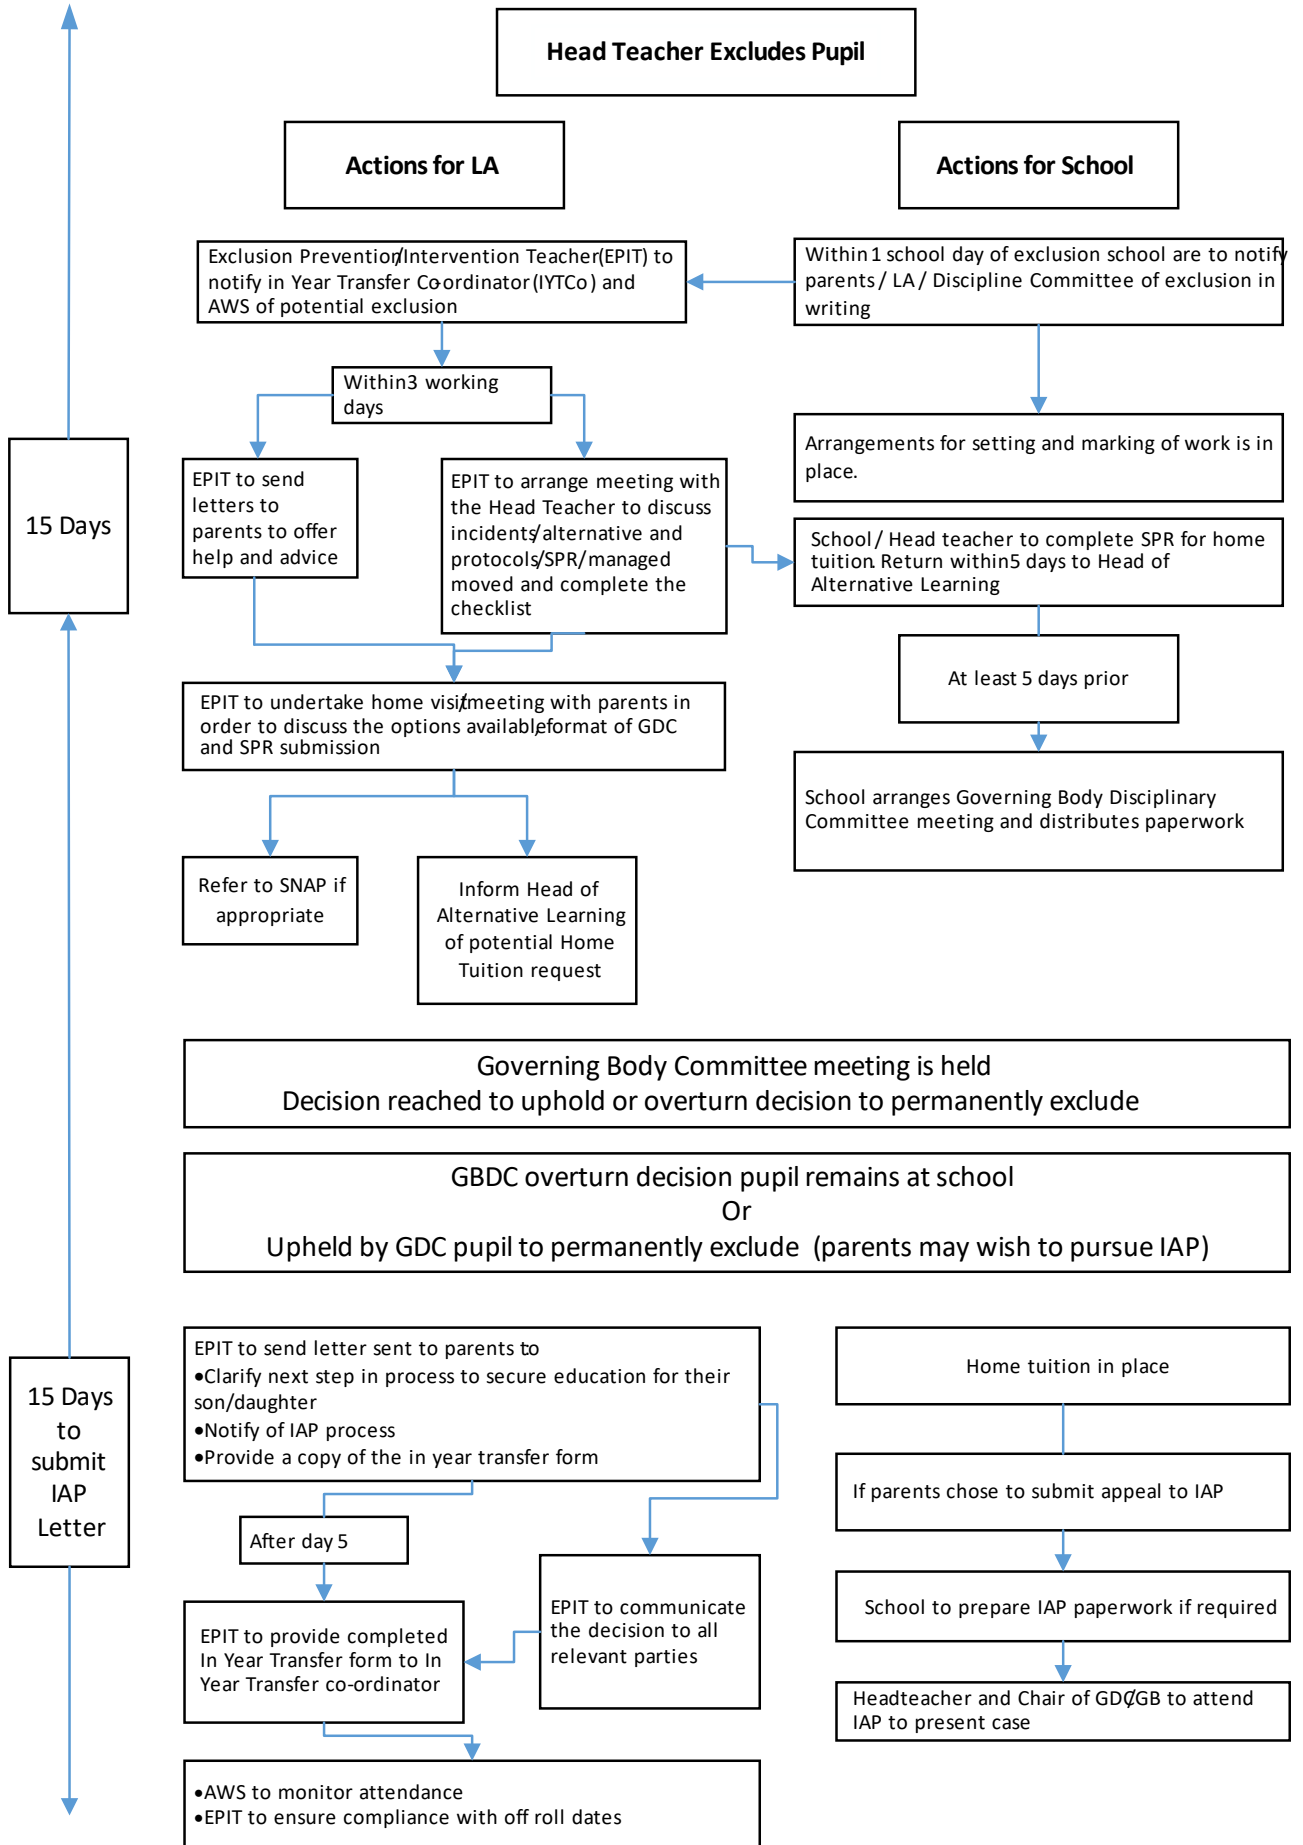 Head Teacher Excludes Pupil
Actions for LA
Actions for School
Exclusion Prevention/Intervention Teacher (EPIT) to
notify in Year Transfer Co-ordinator (IYTCo) and
AWS of potential exclusion
Within 1 school day of exclusion school are to notify
parents / LA / Discipline Committee of exclusion in
writing
Within 3 working
days
Arrangements for setting and marking of work is in
place.
15 Days
EPIT to send
letters to
parents to offer
help and advice
EPIT to arrange meeting with
the Head Teacher to discuss
incidents/alternative and
protocols/SPR/managed
moved and complete the
checklist
School / Head teacher to complete SPR for home
tuition. Return within 5 days to Head of
Alternative Learning
At least 5 days prior
EPIT to undertake home visit/meeting with parents in
order to discuss the options available, format of GDC
and SPR submission
School arranges Governing Body Disciplinary
Committee meeting and distributes paperwork
Refer to SNAP if
appropriate
Inform Head of
Alternative Learning
of potential Home
Tuition request
Governing Body Committee meeting is held
Decision reached to uphold or overturn decision to permanently exclude
GBDC overturn decision pupil remains at school
Or
Upheld by GDC pupil to permanently exclude (parents may wish to pursue IAP)
15 Days
to
submit
IAP
Letter
EPIT to send letter sent to parents to
•Clarify next step in process to secure education for their
son/daughter
•Notify of IAP process
•Provide a copy of the in year transfer form
Home tuition in place
If parents chose to submit appeal to IAP
After day 5
EPIT to communicate
the decision to all
relevant parties
School to prepare IAP paperwork if required
EPIT to provide completed
In Year Transfer form to In
Year Transfer co-ordinator
Headteacher and Chair of GDC/GB to attend
IAP to present case
•AWS to monitor attendance
•EPIT to ensure compliance with off roll dates